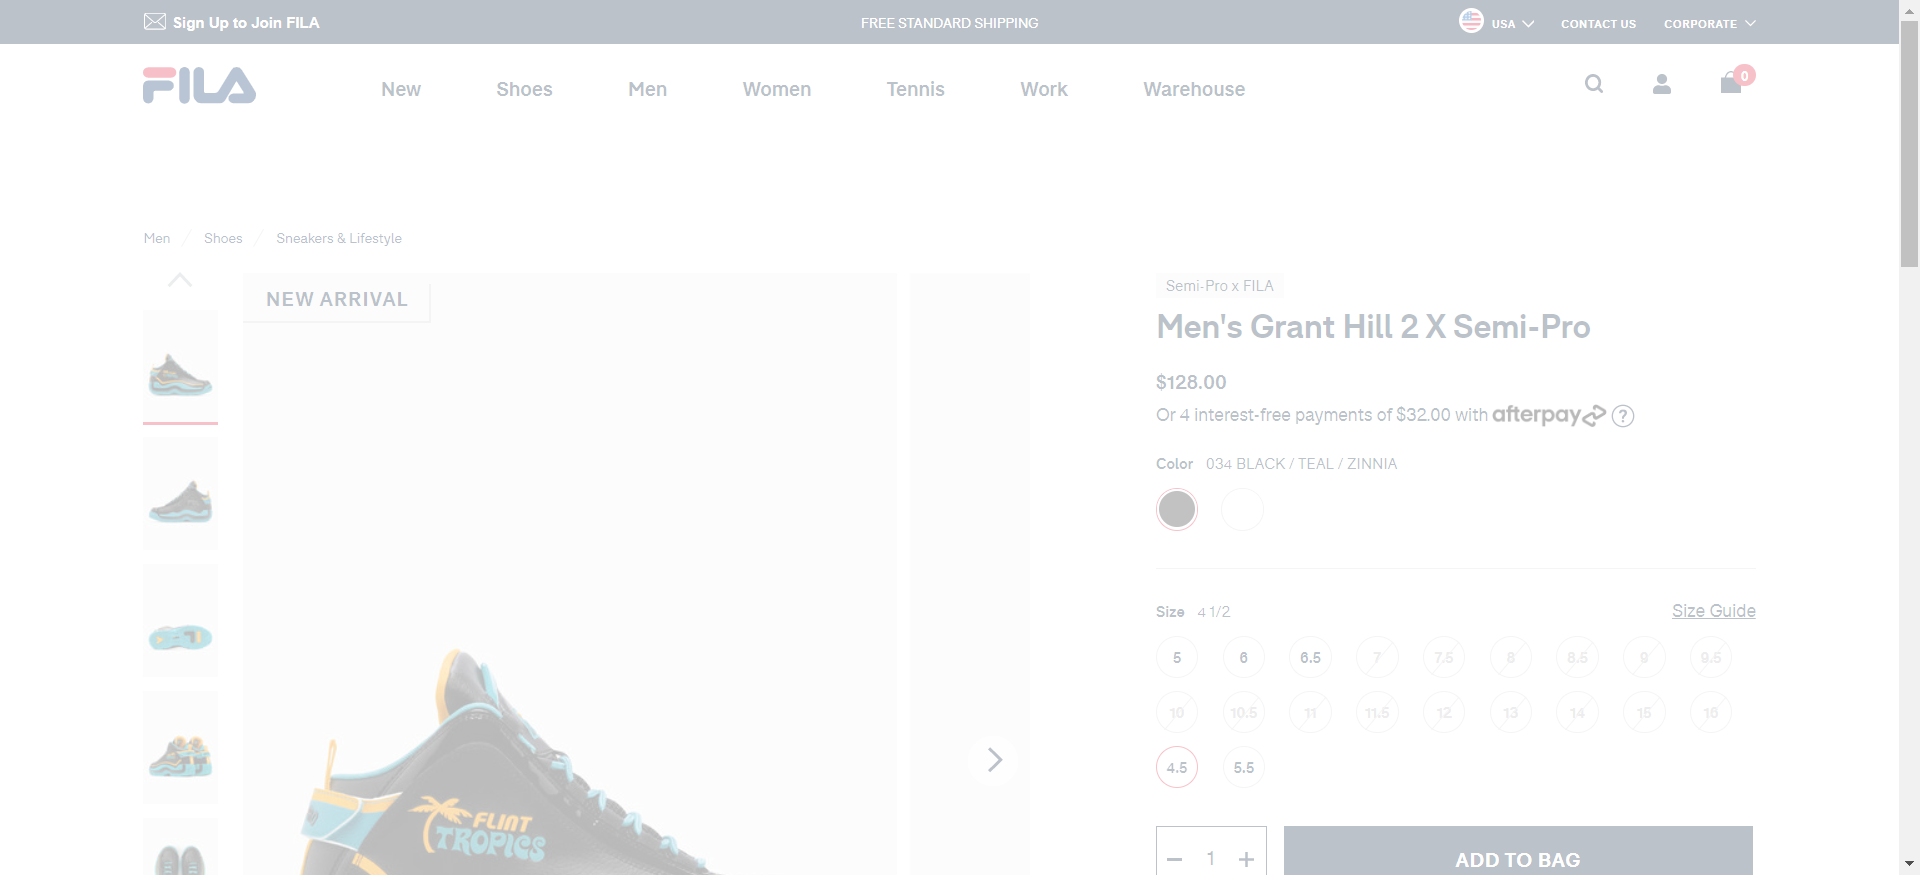 Sign Up to Join FILA
FREE STANDARD SHIPPING
USA
CONTACT US
CORPORATE
FILA
New
Shoes
Men
Women
Tennis
Work
Warehouse
0
Men / Shoes / Sneakers & Lifestyle
NEW ARRIVAL
FLINT
TROPICS
Semi-Pro x FILA
Men's Grant Hill 2 X Semi-Pro
$128.00
Or 4 interest-free payments of $32.00 with afterpay ?
Color 034 BLACK / TEAL / ZINNIA
Size 4 1/2
Size Guide
5 6 6.5 7 7.5 8 8.5 9 9.5
10 10.5 11 11.5 12 13 14 15 16
4.5 5.5
− 1 +
ADD TO BAG